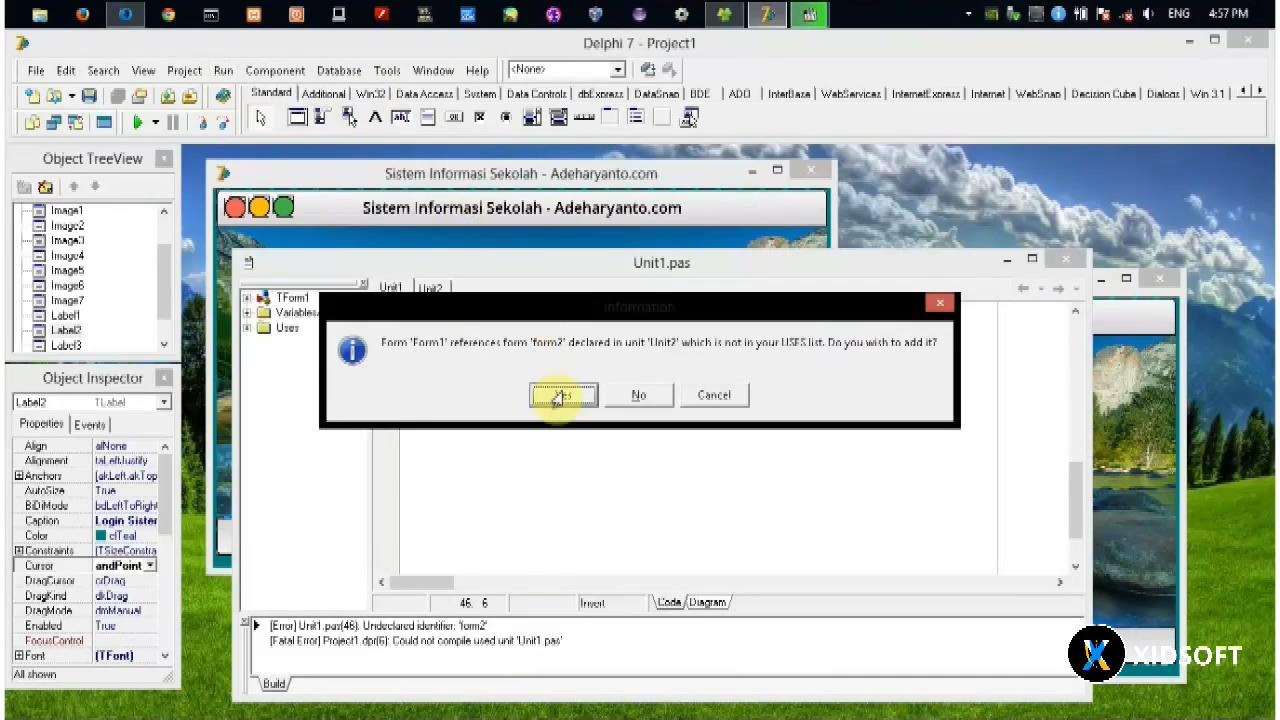 ENG 4:57 PM
Delphi 7 - Project1
File Edit Search View Project Run Component Database Tools Window Help <None>
Standard Additional Win32 Data Access System Data Controls dbExpress DataSnap BDE ADO InterBase WebServices InternetExpress Internet WebSnap Decision Cube Dialogs Win 3.1
Object TreeView
Image1
Image2
Image3
Image4
Image5
Image6
Image7
Label1
Label2
Label3
Sistem Informasi Sekolah - Adeharyanto.com
Sistem Informasi Sekolah - Adeharyanto.com
Unit1.pas
Unit1 Unit2
TForm1
Variables
Uses
Information
Form 'Form1' references form 'form2' declared in unit 'Unit2' which is not in your USES list. Do you wish to add it?
Yes No Cancel
Object Inspector
Label2 TLabel
Properties Events
Align alNone
Alignment taLeftJustify
Anchors [akLeft,akTop
AutoSize True
BiDiMode bdLeftToRight
Caption Login Sister
Color clTeal
Constraints (TSizeConstra
Cursor andPoint
DragCursor crDrag
DragKind dkDrag
DragMode dmManual
Enabled True
FocusControl
Font (TFont)
All shown
46: 6 Insert Code Diagram
[Error] Unit1.pas(46): Undeclared identifier: 'form2'
[Fatal Error] Project1.dpr(6): Could not compile used unit 'Unit1.pas'
Build
XIDSOFT